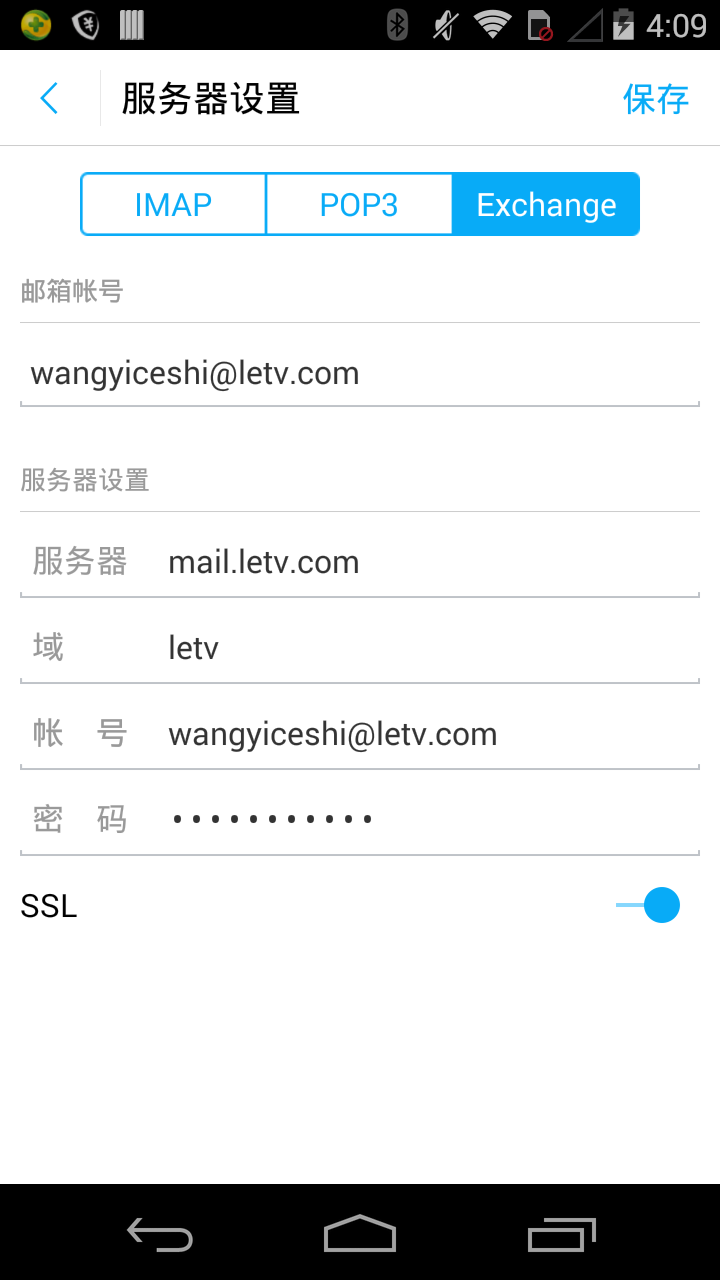 4:09
服务器设置 保存
IMAP POP3 Exchange
邮箱帐号
wangyiceshi@letv.com
服务器设置
服务器 mail.letv.com
域 letv
帐 号 wangyiceshi@letv.com
密 码 •••••••••••
SSL